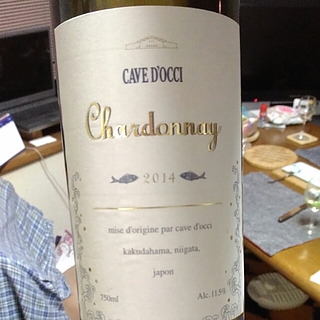 CAVE D'OCCI
Chardonnay
2014
mise d'origine par cave d'occi
kakudahama, niigata,
japon
750ml Alc. 11.5%